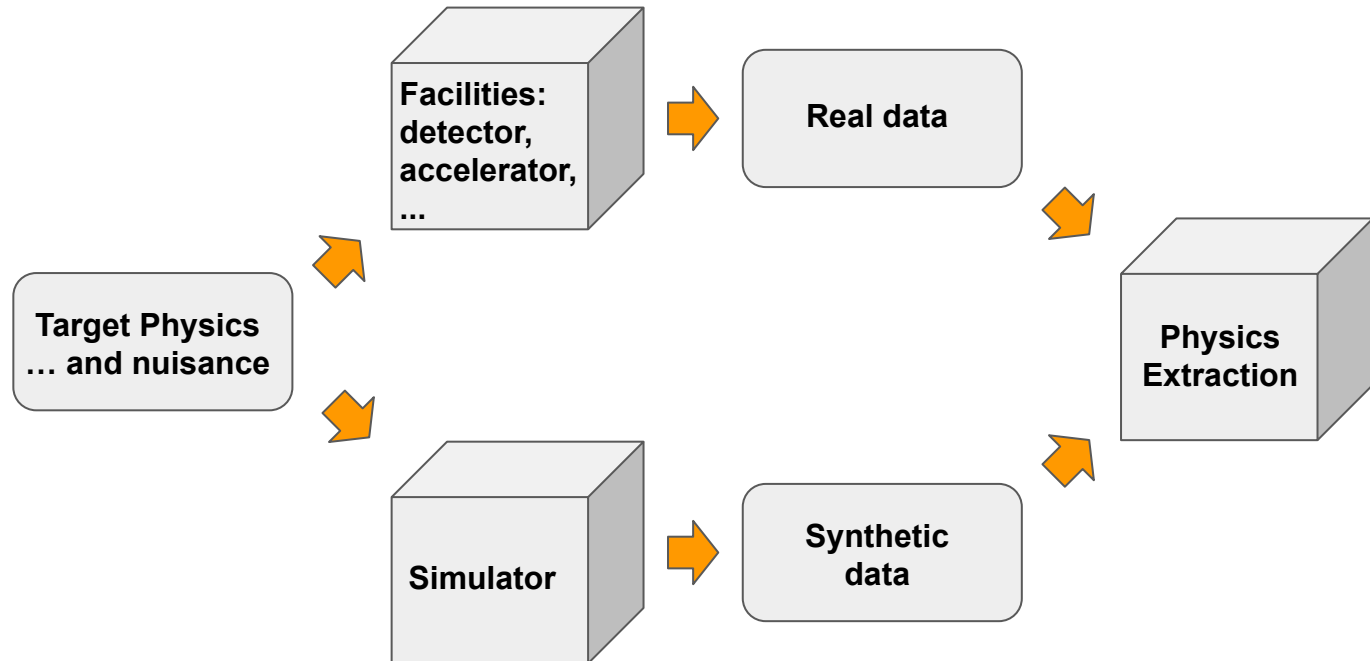 Facilities:
detector,
accelerator,
...
Real data
Target Physics
… and nuisance
Physics
Extraction
Simulator
Synthetic
data